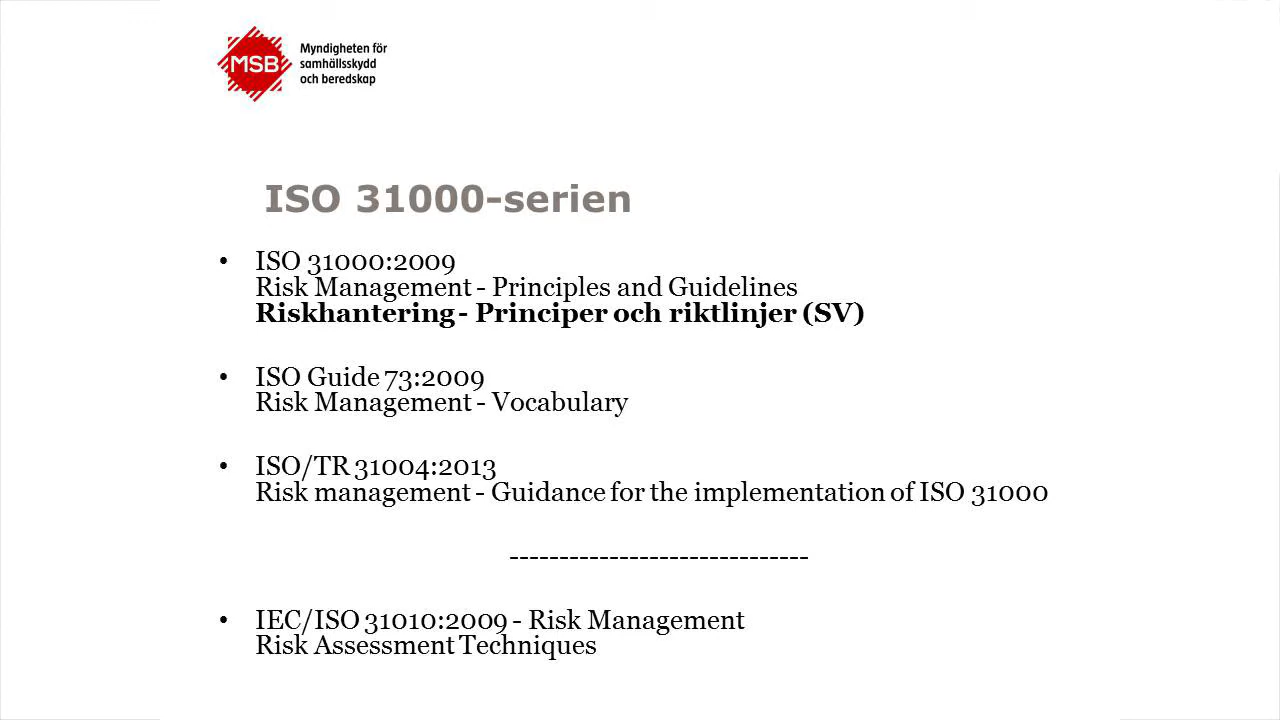 MSB
Myndigheten för
samhällsskydd
och beredskap
ISO 31000-serien
• ISO 31000:2009
Risk Management - Principles and Guidelines
Riskhantering - Principer och riktlinjer (SV)
• ISO Guide 73:2009
Risk Management - Vocabulary
• ISO/TR 31004:2013
Risk management - Guidance for the implementation of ISO 31000
------------------------------
• IEC/ISO 31010:2009 - Risk Management
Risk Assessment Techniques